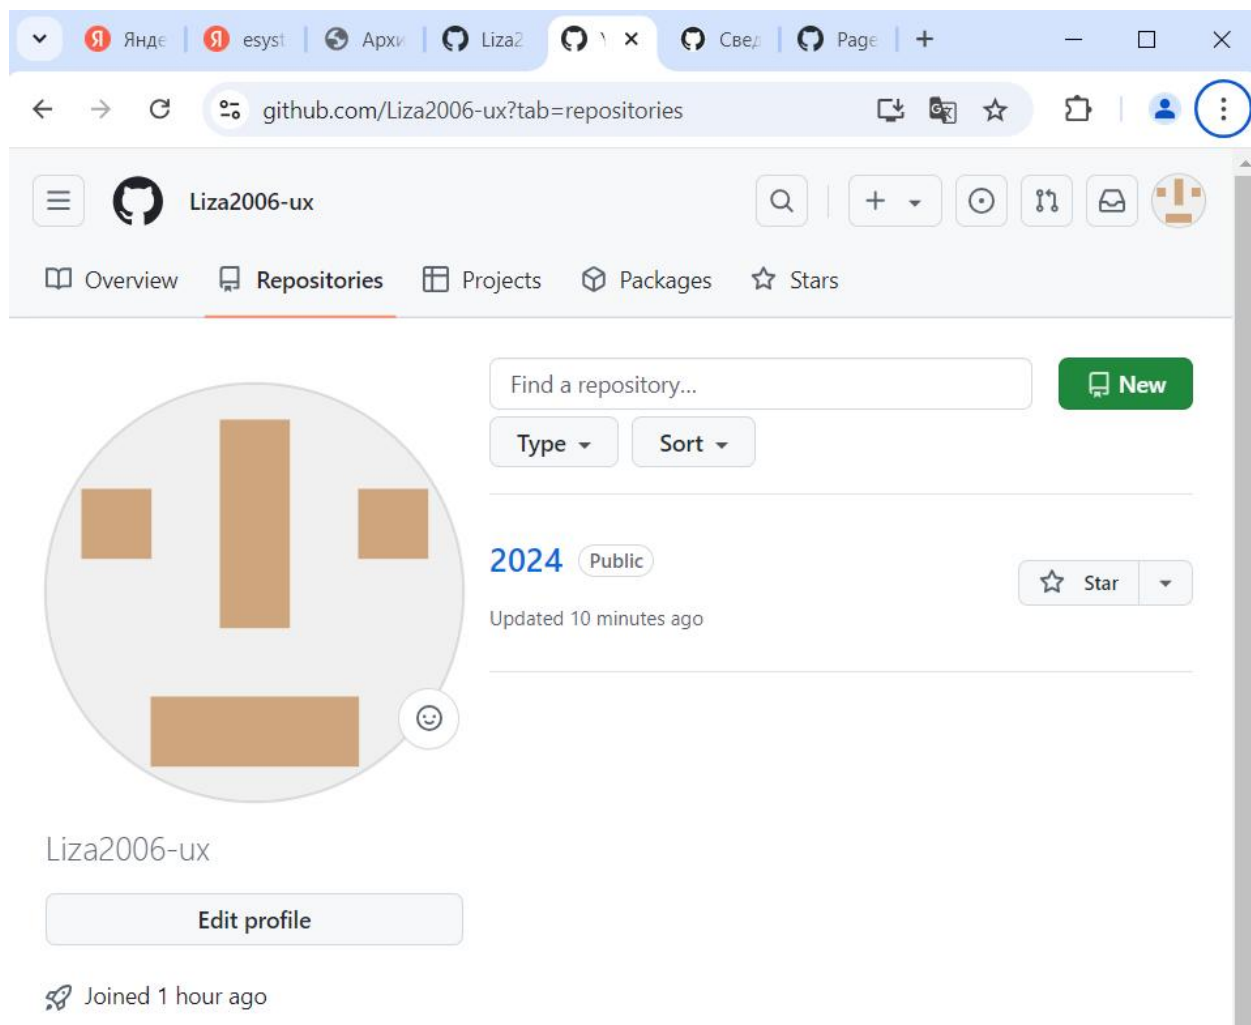 Янде esyst Архи Liza2 Све Page
github.com/Liza2006-ux?tab=repositories
Liza2006-ux
Overview Repositories Projects Packages Stars
Find a repository... New
Type Sort
2024 Public
Star
Updated 10 minutes ago
Liza2006-ux
Edit profile
Joined 1 hour ago